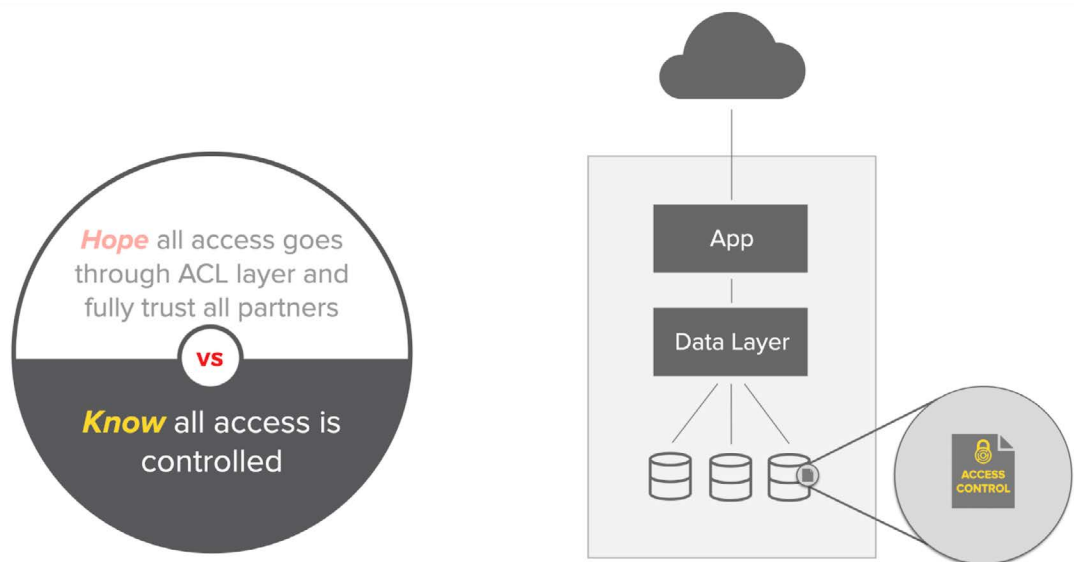 Hope all access goes
through ACL layer and
fully trust all partners
vs
Know all access is
controlled
App
Data Layer
ACCESS
CONTROL